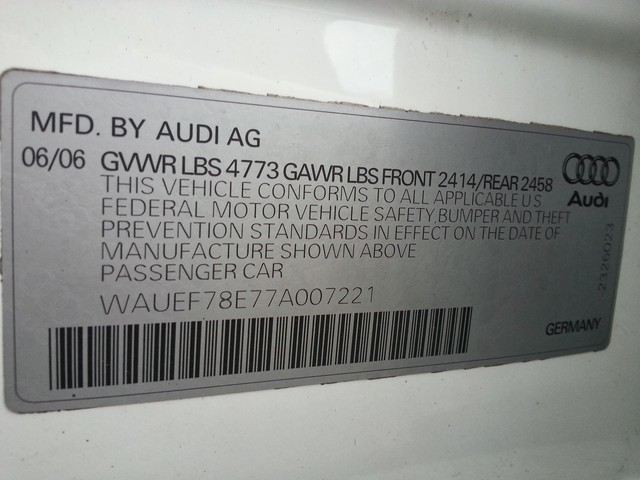 MFD. BY AUDI AG
06/06 GVWR LBS 4773 GAWR LBS FRONT 2414/REAR 2458
THIS VEHICLE CONFORMS TO ALL APPLICABLE U S
FEDERAL MOTOR VEHICLE SAFETY, BUMPER AND THEFT
PREVENTION STANDARDS IN EFFECT ON THE DATE OF
MANUFACTURE SHOWN ABOVE
PASSENGER CAR
WAUEF78E77A007221
Audi
2326023
GERMANY